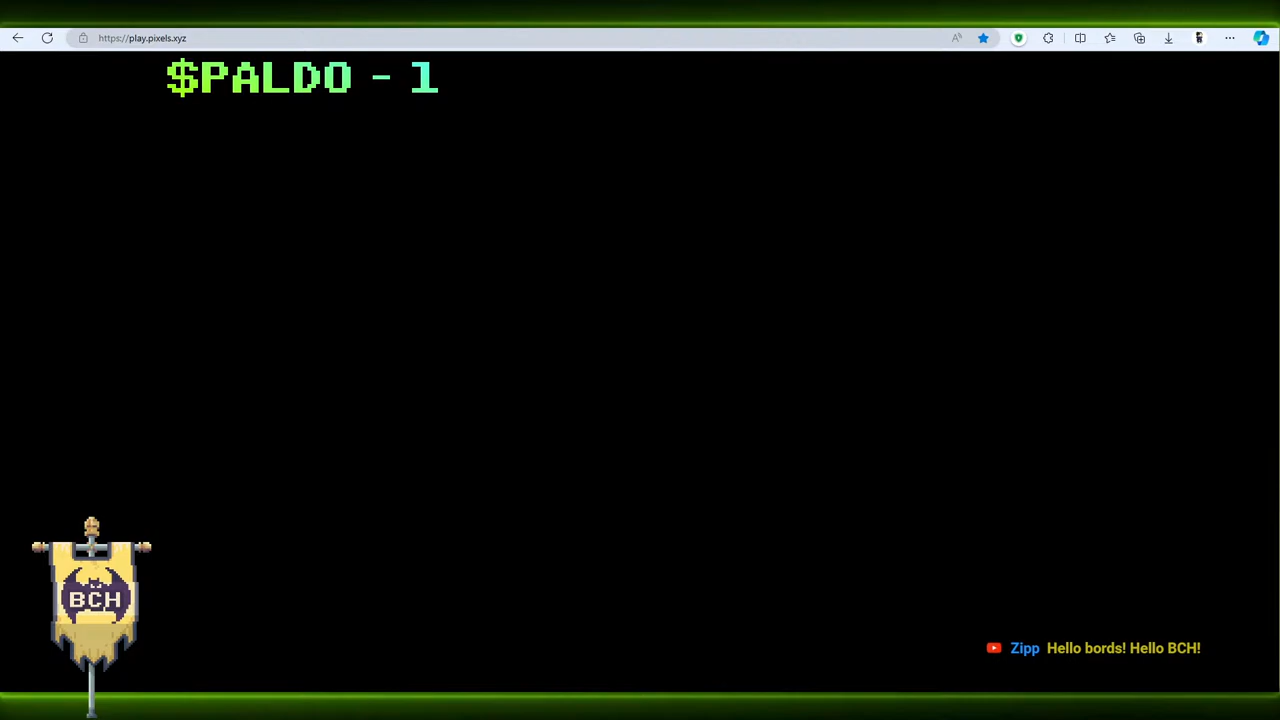 https://play.pixels.xyz
$PALDO - 1
BCH
Zipp Hello bords! Hello BCH!